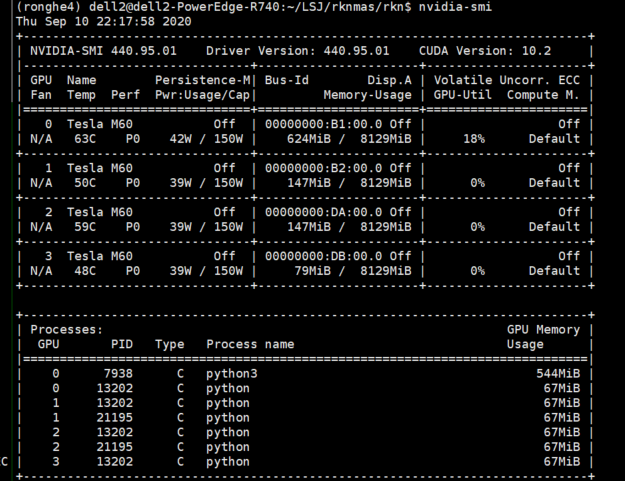 (ronghe4) dell2@dell2-PowerEdge-R740:~/LSJ/rknmas/rkn$ nvidia-smi
Thu Sep 10 22:17:58 2020
+-----------------------------------------------------------------------------+
| NVIDIA-SMI 440.95.01    Driver Version: 440.95.01    CUDA Version: 10.2     |
|-------------------------------+----------------------+----------------------+
| GPU  Name        Persistence-M| Bus-Id        Disp.A | Volatile Uncorr. ECC |
| Fan  Temp  Perf  Pwr:Usage/Cap|         Memory-Usage | GPU-Util  Compute M. |
|===============================+======================+======================|
|   0  Tesla M60           Off  | 00000000:B1:00.0 Off |                  Off |
| N/A   63C    P0    42W / 150W |    624MiB /  8129MiB |     18%      Default |
+-------------------------------+----------------------+----------------------+
|   1  Tesla M60           Off  | 00000000:B2:00.0 Off |                  Off |
| N/A   50C    P0    39W / 150W |    147MiB /  8129MiB |      0%      Default |
+-------------------------------+----------------------+----------------------+
|   2  Tesla M60           Off  | 00000000:DA:00.0 Off |                  Off |
| N/A   59C    P0    39W / 150W |    147MiB /  8129MiB |      0%      Default |
+-------------------------------+----------------------+----------------------+
|   3  Tesla M60           Off  | 00000000:DB:00.0 Off |                  Off |
| N/A   48C    P0    39W / 150W |     79MiB /  8129MiB |      0%      Default |
+-------------------------------+----------------------+----------------------+
+-----------------------------------------------------------------------------+
| Processes:                                                       GPU Memory |
|  GPU       PID   Type   Process name                             Usage      |
|=============================================================================|
|    0      7938      C   python3                                      544MiB |
|    0     13202      C   python                                        67MiB |
|    1     13202      C   python                                        67MiB |
|    1     21195      C   python                                        67MiB |
|    2     13202      C   python                                        67MiB |
|    2     21195      C   python                                        67MiB |
|    3     13202      C   python                                        67MiB |
+-----------------------------------------------------------------------------+